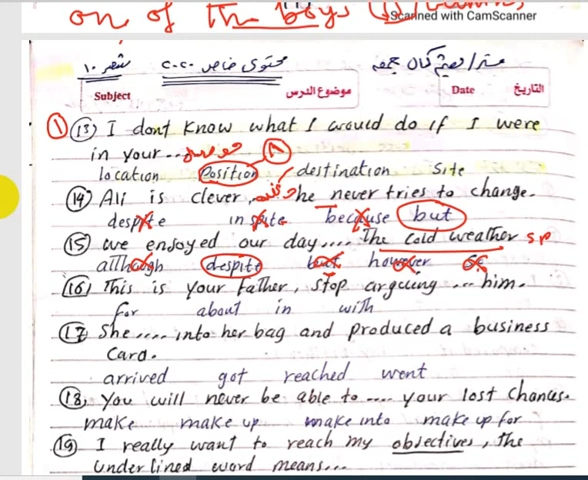 on of the boys (1)
Scanned with CamScanner
شهر ١٠ محتوى خاص
Subject موضوع الدرس Date التاريخ
(1) (13) I dont Know what I would do if I were
in your..
location Position A destination Site
(14) Ali is clever, he never tries to change.
despite in spite because but
(15) we enjoyed our day.... The cold weather
although despite but however
(16) This is your father, stop arguing ... him.
for about in with
(17) She .... into her bag and produced a business
card.
arrived got reached went
(18) You will never be able to .... your lost chances.
make make up make into make up for
(19) I really want to reach my objectives, the
underlined word means...